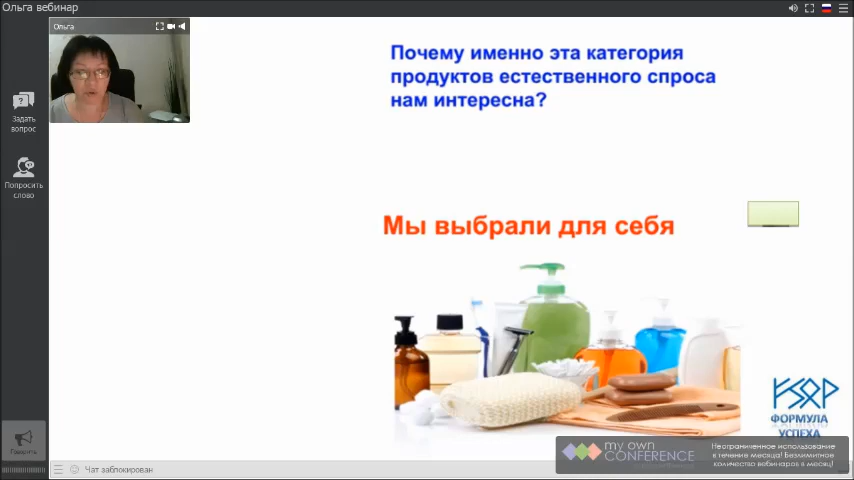 Ольга вебинар
Ольга
Почему именно эта категория
продуктов естественного спроса
нам интересна?
Задать
вопрос
Попросить
слово
Мы выбрали для себя
ФОРМУЛА
УСПЕХА
Говорить
Чат заблокирован
my own
CONFERENCE
Неограниченное использование
в течение месяца! Безлимитное
количество вебинаров в месяц!